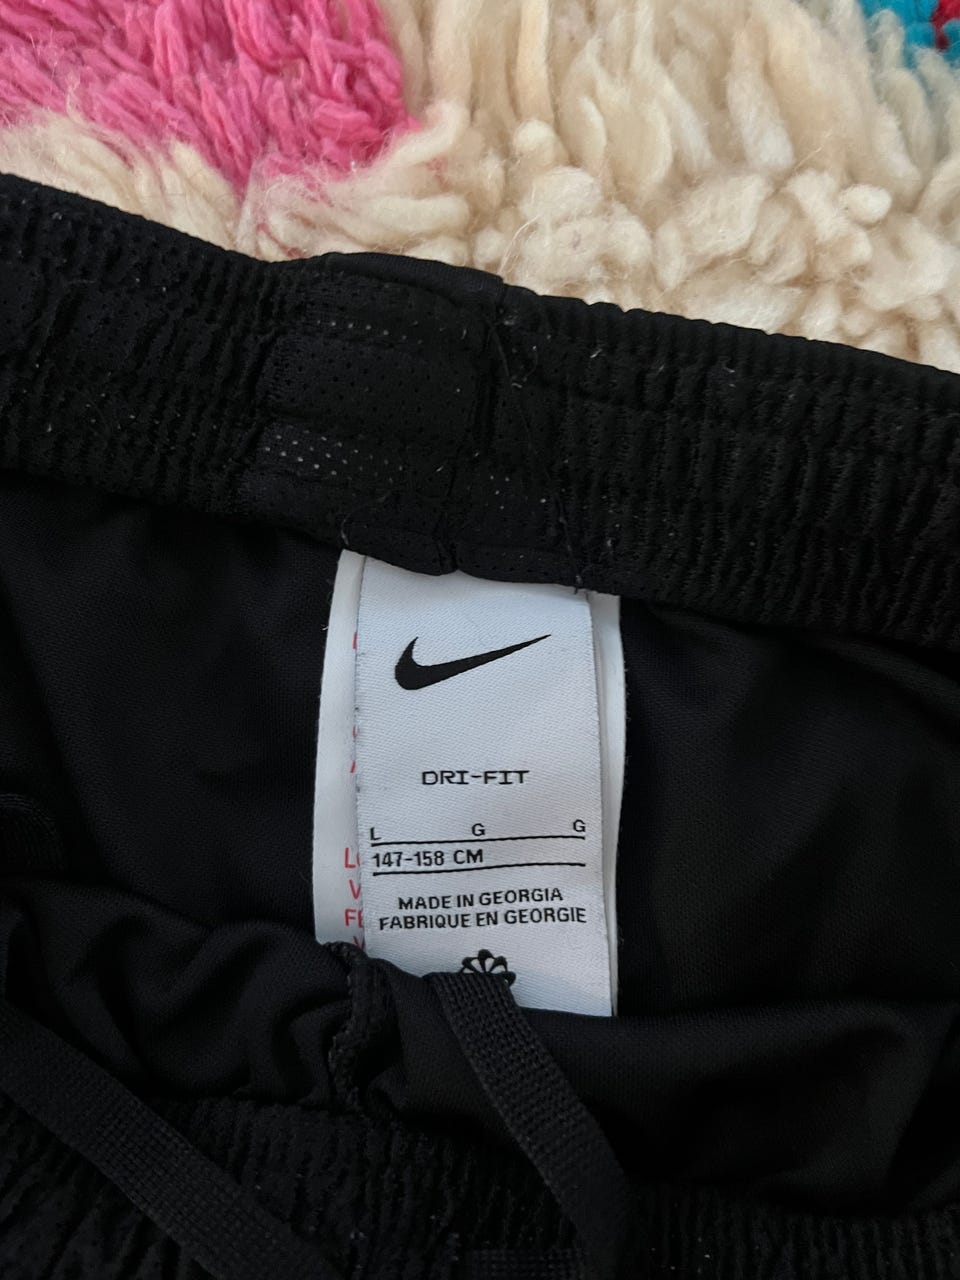 DRI-FIT
L G G
147-158 CM
MADE IN GEORGIA
FABRIQUE EN GEORGIE